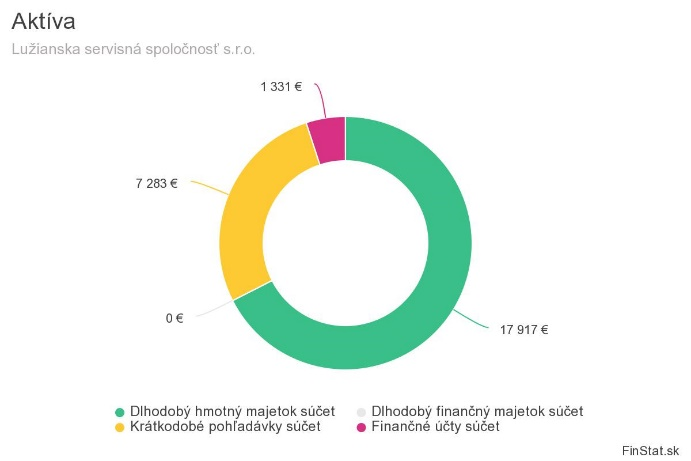 Aktíva
Lužianska servisná spoločnosť s.r.o.
1 331 €
7 283 €
0 €
17 917 €
Dlhodobý hmotný majetok súčet
Dlhodobý finančný majetok súčet
Krátkodobé pohľadávky súčet
Finančné účty súčet
FinStat.sk